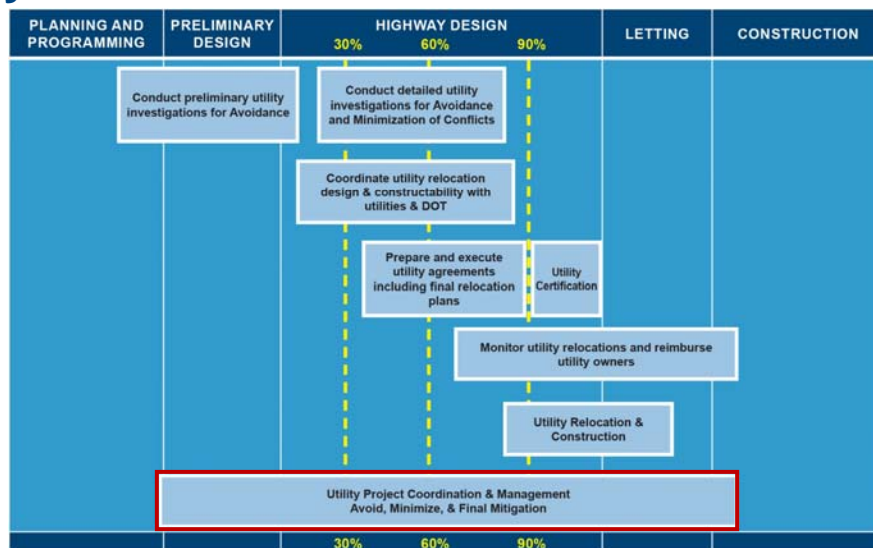 PLANNING AND
PROGRAMMING
PRELIMINARY
DESIGN
HIGHWAY DESIGN
30% 60% 90%
LETTING
CONSTRUCTION
Conduct preliminary utility
investigations for Avoidance
Conduct detailed utility
investigations for Avoidance
and Minimization of Conflicts
Coordinate utility relocation
design & constructability with
utilities & DOT
Prepare and execute
utility agreements
including final relocation
plans
Utility
Certification
Monitor utility relocations and reimburse
utility owners
Utility Relocation &
Construction
Utility Project Coordination & Management
Avoid, Minimize, & Final Mitigation
30% 60% 90%